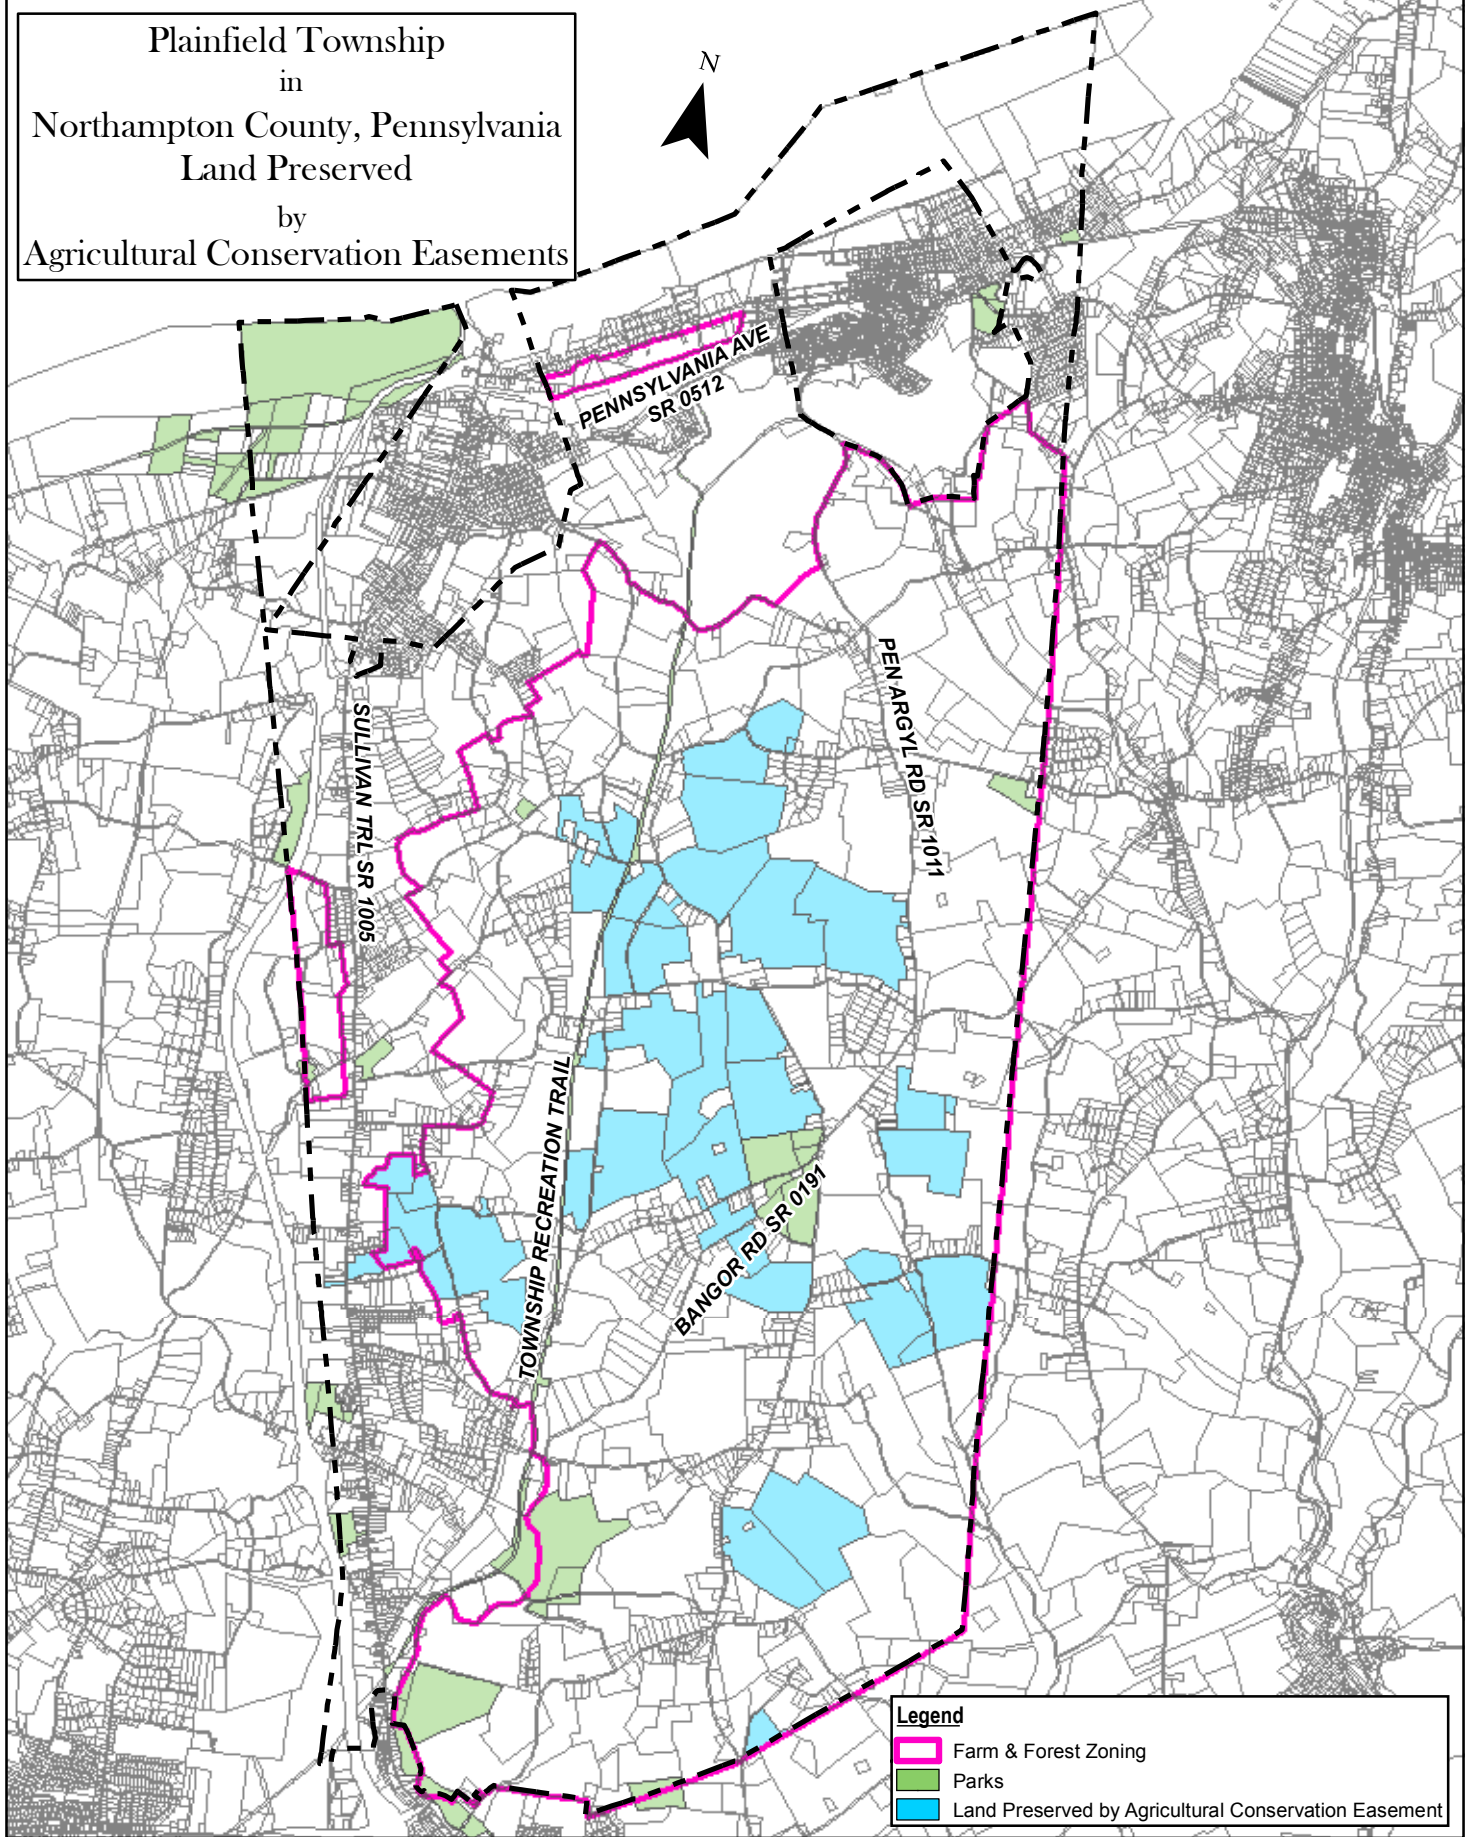 Plainfield Township
in
Northampton County, Pennsylvania
Land Preserved
by
Agricultural Conservation Easements
N
PENNSYLVANIA AVE
SR 0512
PEN ARGYL RD SR 1011
SULLIVAN TRL SR 1005
TOWNSHIP RECREATION TRAIL
BANGOR RD SR 0191
Legend
Farm & Forest Zoning
Parks
Land Preserved by Agricultural Conservation Easement